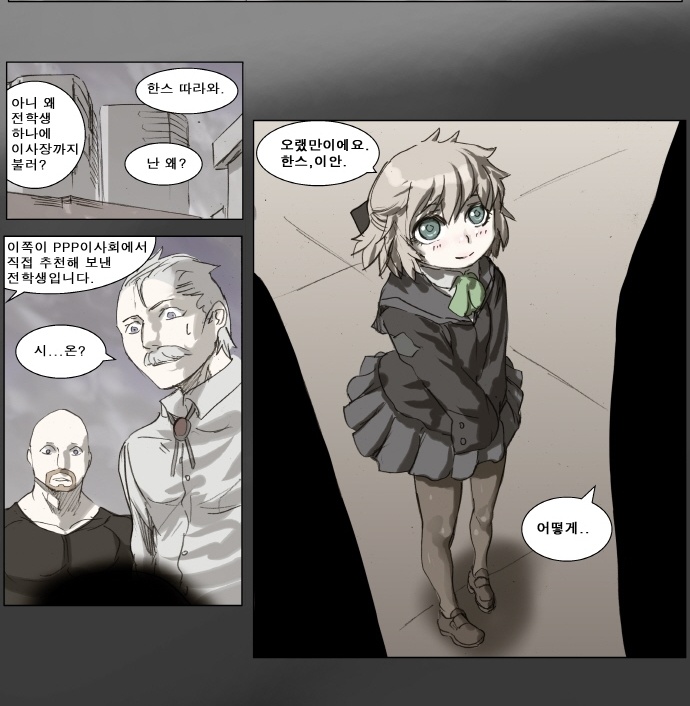 아니 왜
전학생
하나에
이사장까지
불러?
한스 따라와.
난 왜?
이쪽이 PPP이사회에서
직접 추천해 보낸
전학생입니다.
시...온?
오랬만이에요.
한스,이안.
어떻게..